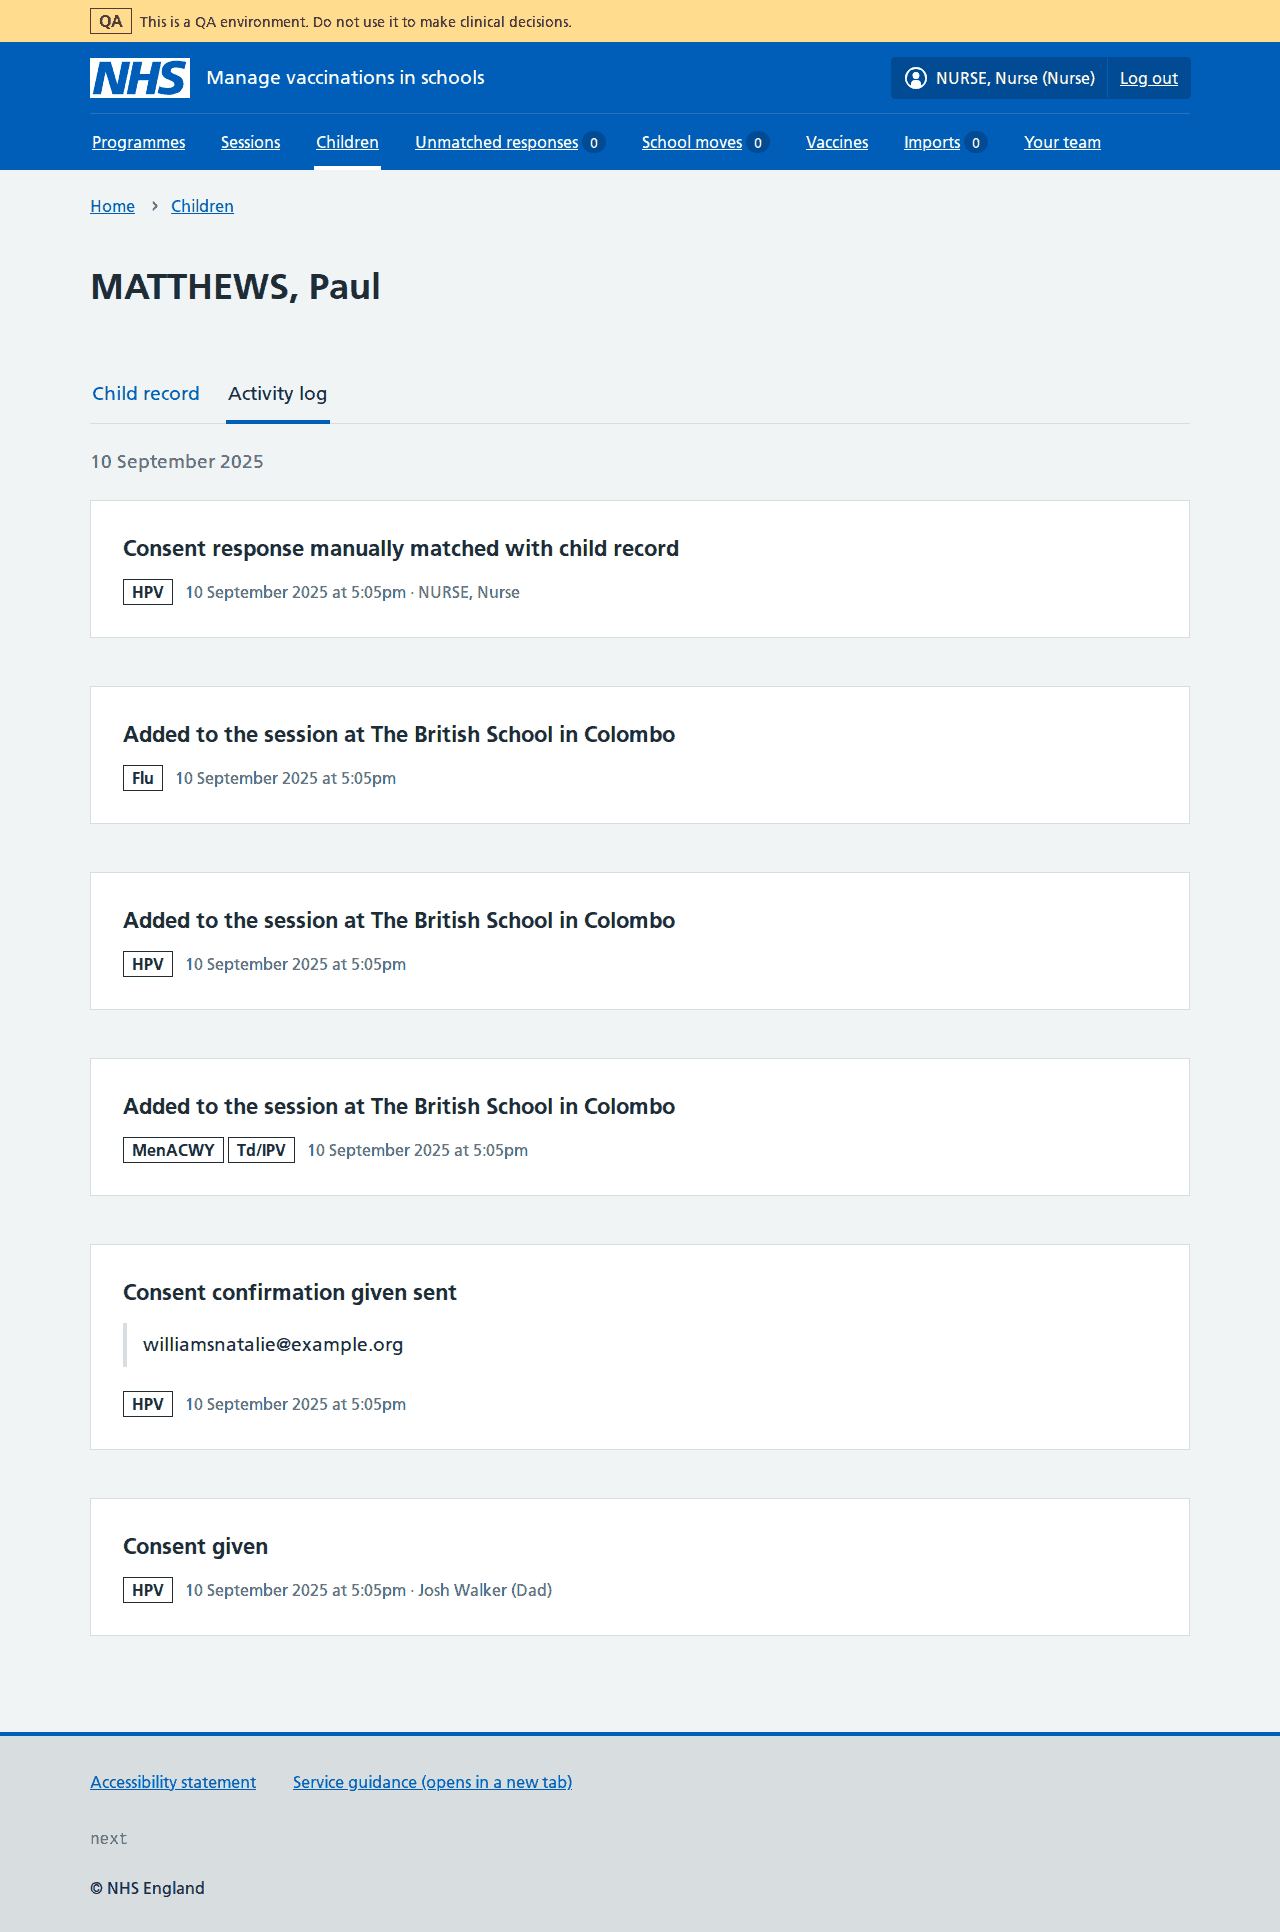 QA This is a QA environment. Do not use it to make clinical decisions.
NHS Manage vaccinations in schools NURSE, Nurse (Nurse) Log out
Programmes Sessions Children Unmatched responses 0 School moves 0 Vaccines Imports 0 Your team
Home › Children
MATTHEWS, Paul
Child record Activity log
10 September 2025
Consent response manually matched with child record
HPV 10 September 2025 at 5:05pm · NURSE, Nurse
Added to the session at The British School in Colombo
Flu 10 September 2025 at 5:05pm
Added to the session at The British School in Colombo
HPV 10 September 2025 at 5:05pm
Added to the session at The British School in Colombo
MenACWY Td/IPV 10 September 2025 at 5:05pm
Consent confirmation given sent
williamsnatalie@example.org
HPV 10 September 2025 at 5:05pm
Consent given
HPV 10 September 2025 at 5:05pm · Josh Walker (Dad)
Accessibility statement Service guidance (opens in a new tab)
next
© NHS England